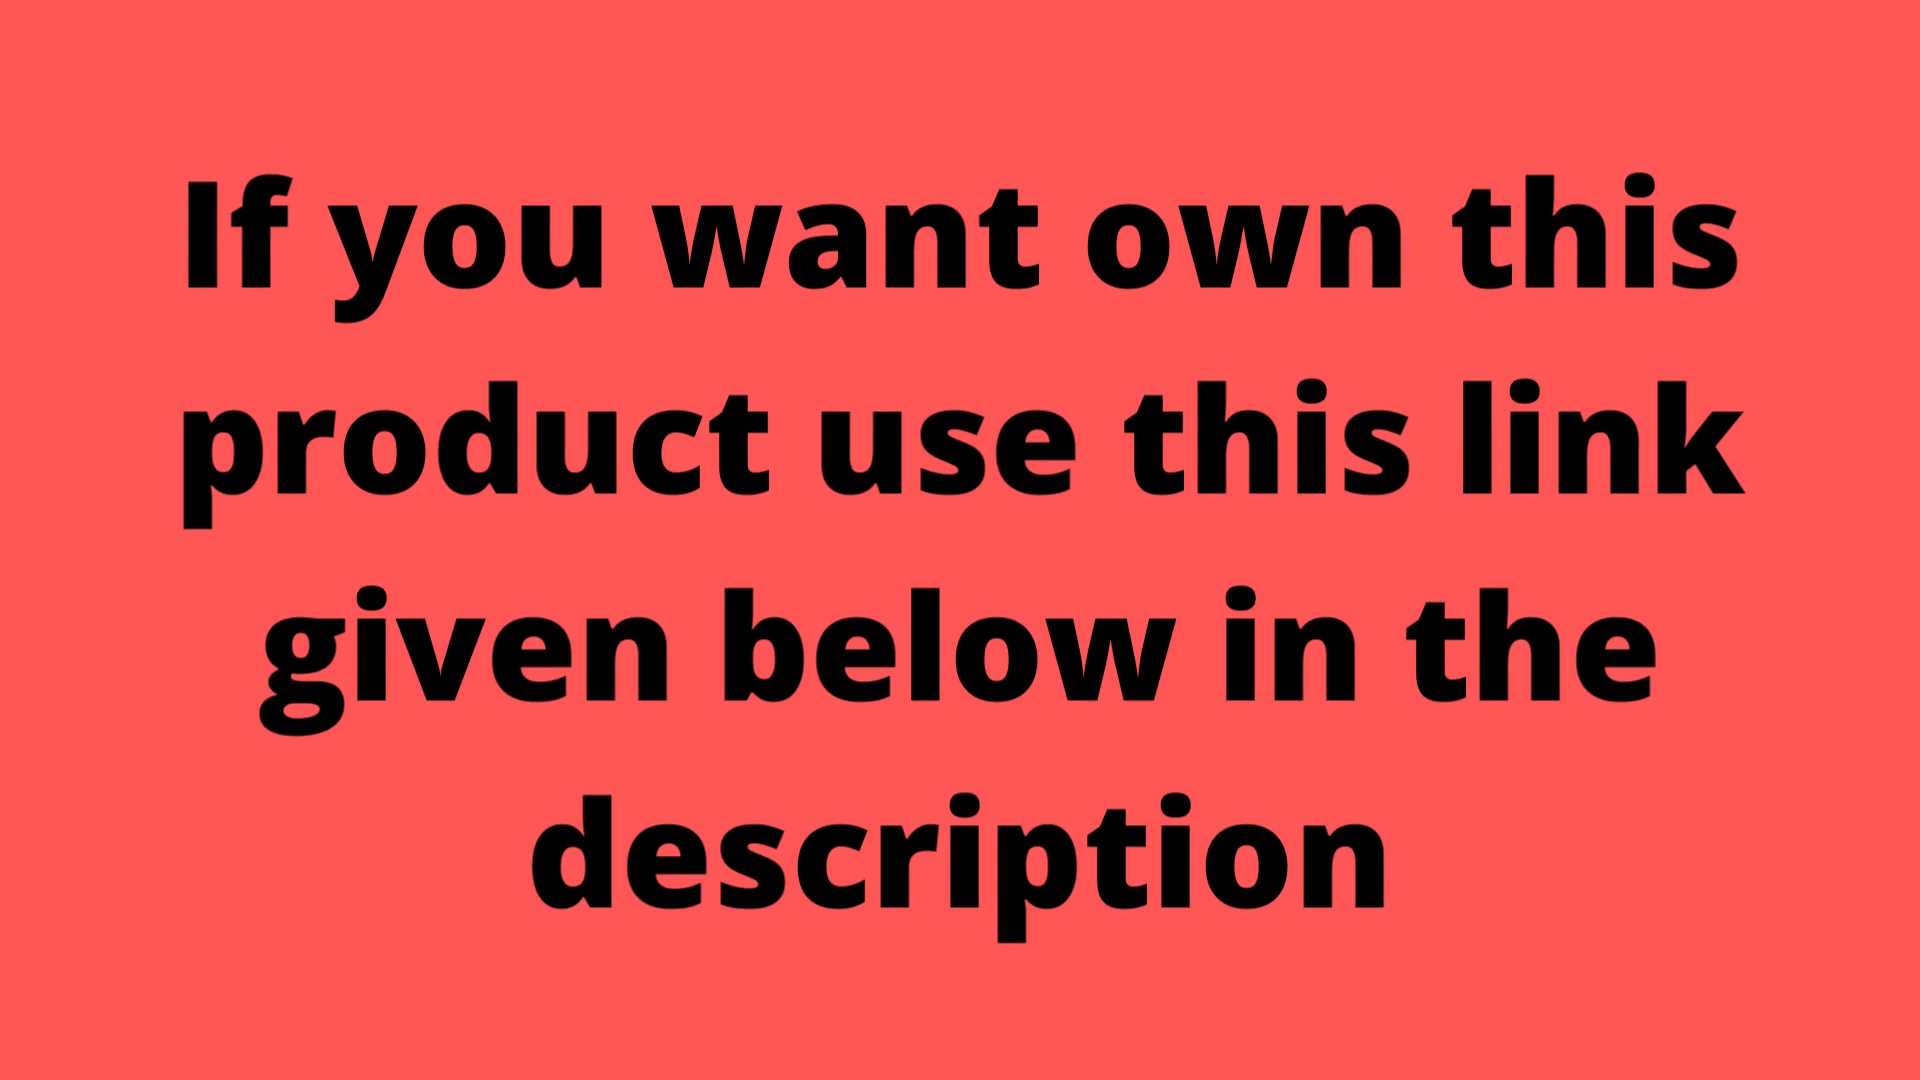 If you want own this
product use this link
given below in the
description